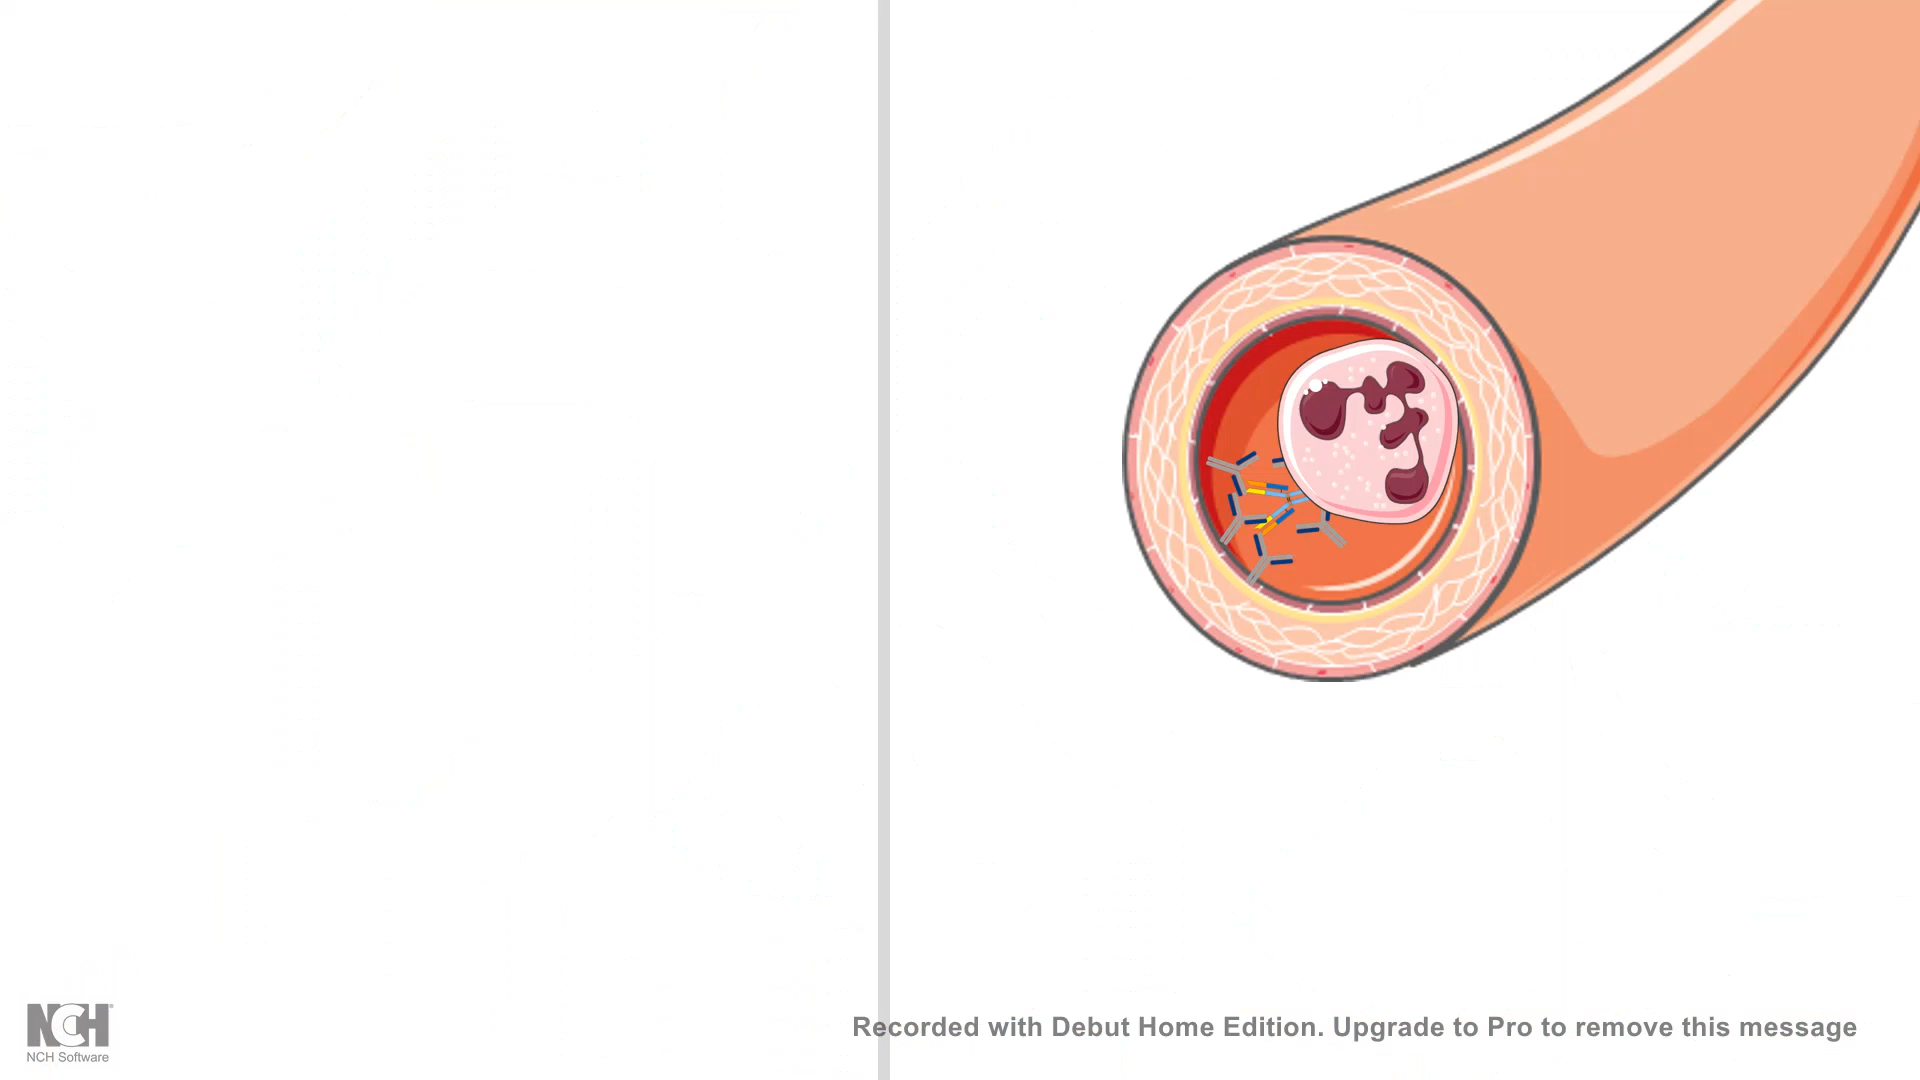 NCH
NCH Software
Recorded with Debut Home Edition. Upgrade to Pro to remove this message